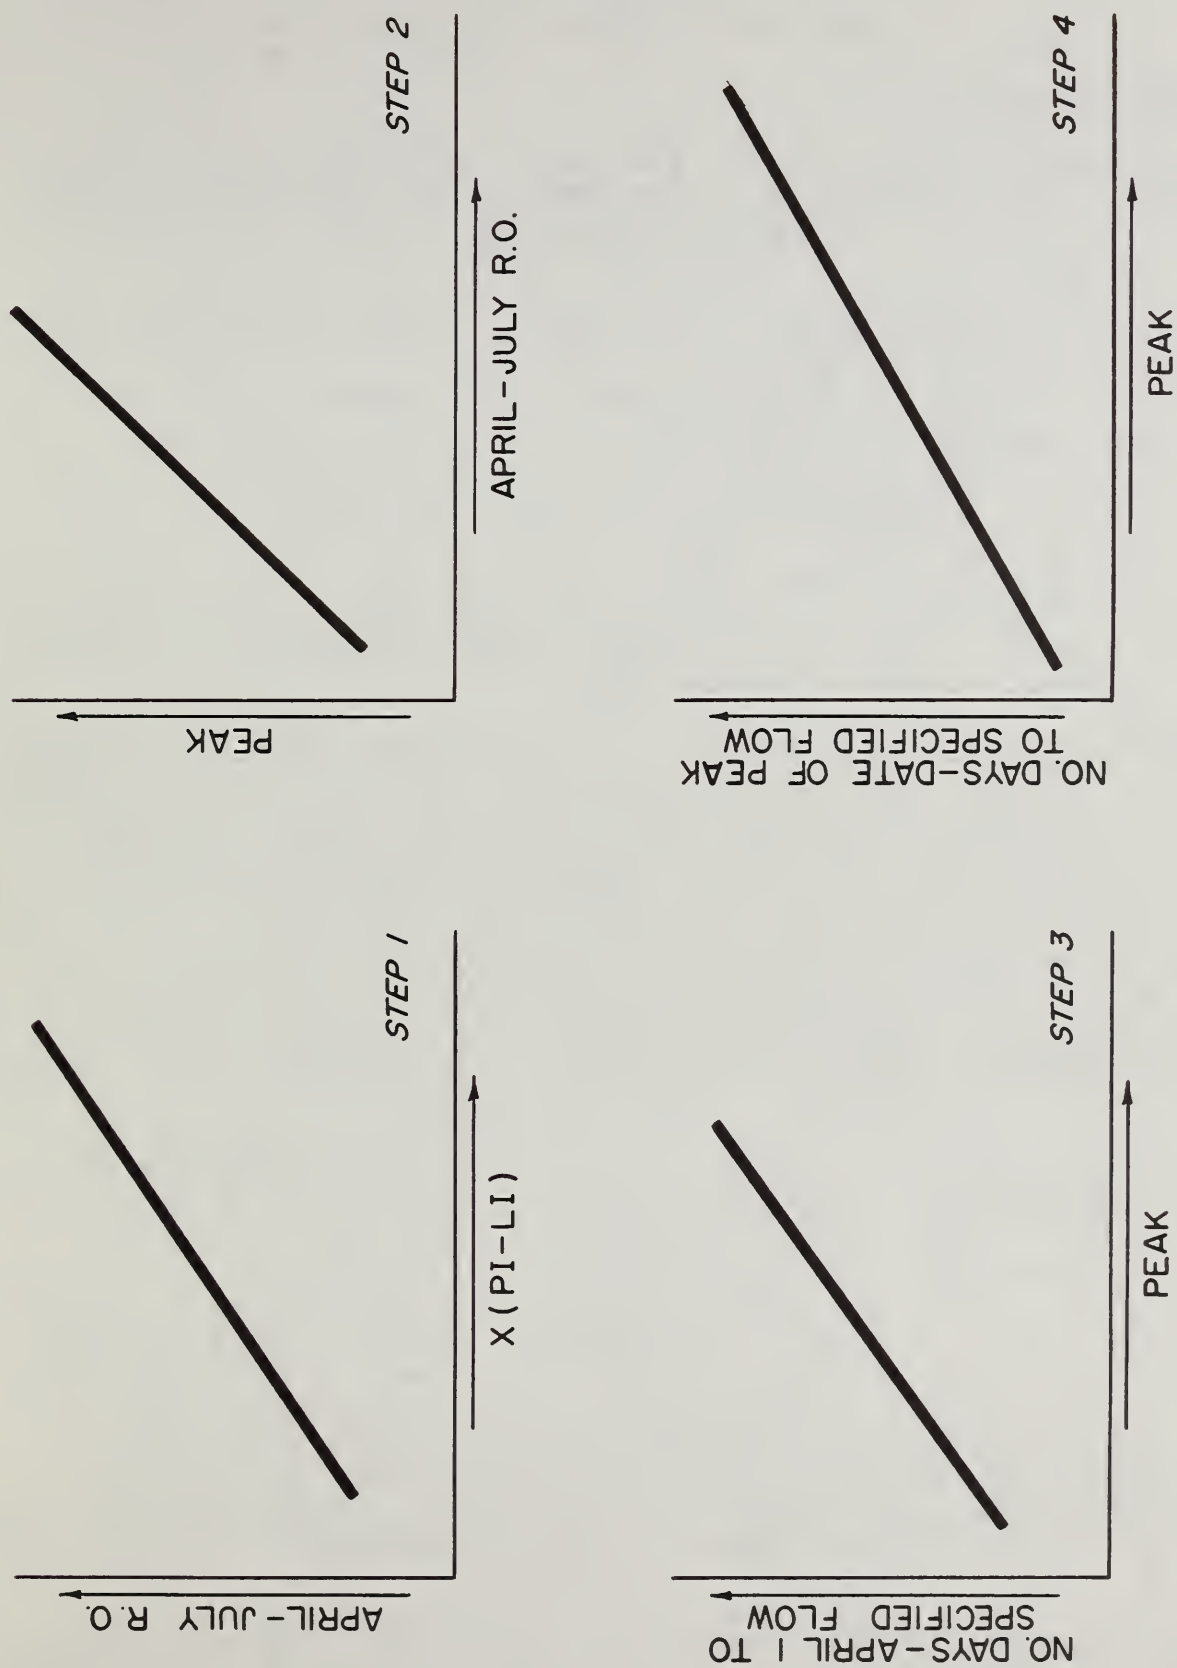 APRIL-JULY R.O.
STEP 1
X (PI-LI)
PEAK
STEP 2
APRIL-JULY R.O.
NO. DAYS-APRIL 1 TO
SPECIFIED FLOW
STEP 3
PEAK
NO. DAYS-DATE OF PEAK
TO SPECIFIED FLOW
STEP 4
PEAK